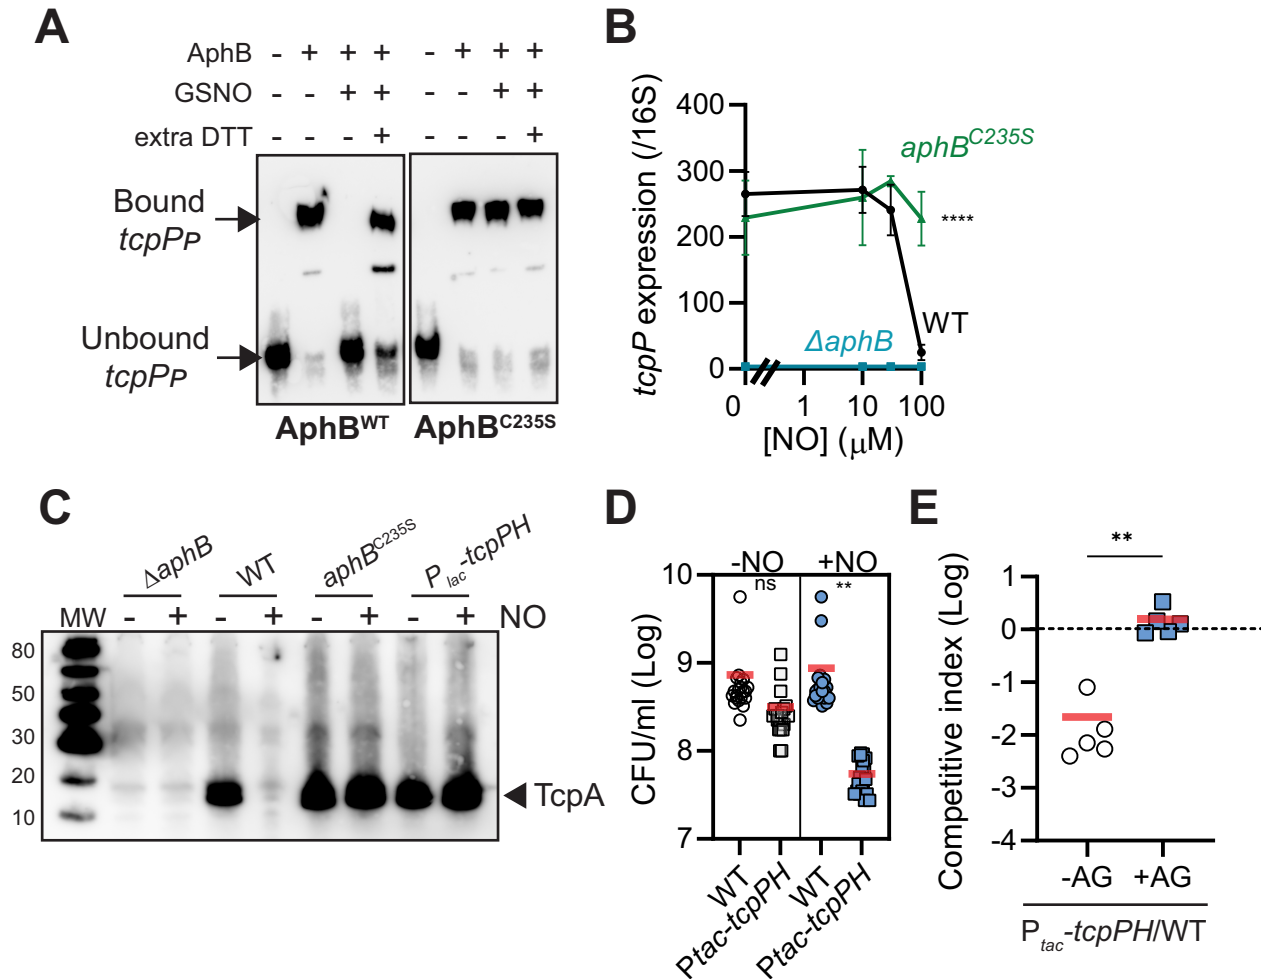 A
AphB - + + + - + + +
GSNO - - + + - - + +
extra DTT - - - + - - - +
Bound
tcpPP
Unbound
tcpPP
AphBWT AphBC235S
B
tcpP expression (/16S)
400
300
200
100
0
aphBC235S
****
WT
ΔaphB
0 1 10 100
[NO] (μM)
C
ΔaphB WT aphBC235S Plac-tcpPH
MW - + - + - + - + NO
80
50
30
20
10
TcpA
D
-NO +NO
ns **
CFU/ml (Log)
10
9
8
7
WT Ptac-tcpPH WT Ptac-tcpPH
E
**
Competitive index (Log)
1
0
-1
-2
-3
-4
-AG +AG
Ptac-tcpPH/WT